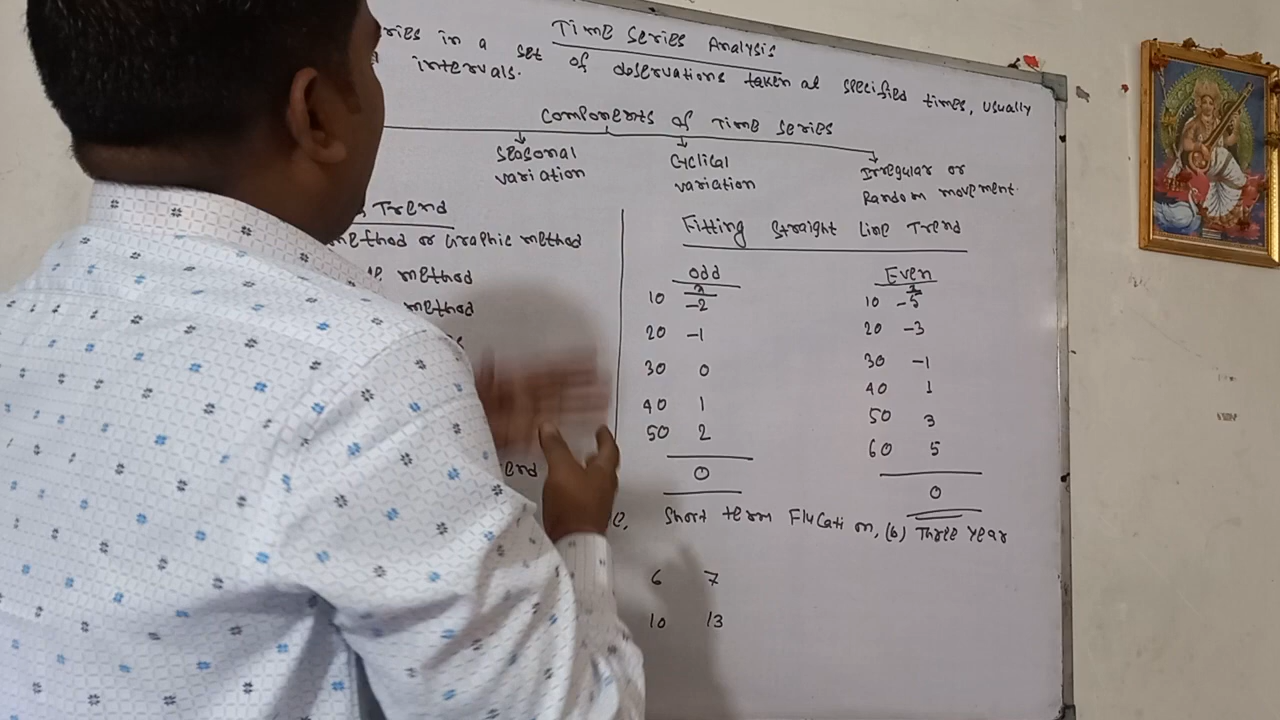 Time Series Analysis
ries in a set of observations taken at specified times, usually
intervals.
Components of Time Series
Seasonal variation
Cyclical variation
Irregular or Random movement.
Trend
method or Graphic method
method
method
end
Fitting Straight Line Trend
Odd
x
10 -2
20 -1
30 0
40 1
50 2
0
Even
x
10 -5
20 -3
30 -1
40 1
50 3
60 5
0
e, Short term Flucation, (6) Three Year
6 7
10 13